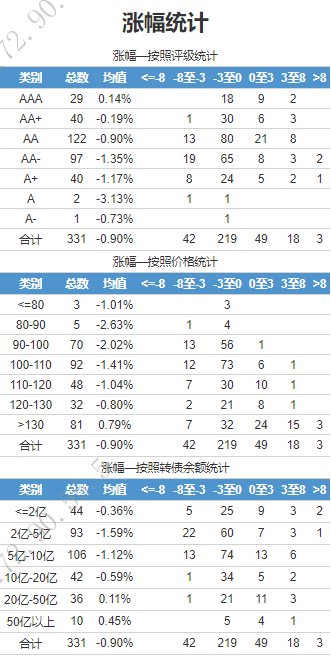 涨幅统计
涨幅—按照评级统计
类别 总数 均值 <=-8 -8至-3 -3至0 0至3 3至8 >8
AAA 29 0.14% 18 9 2
AA+ 40 -0.19% 1 30 6 3
AA 122 -0.90% 13 80 21 8
AA- 97 -1.35% 19 65 8 3 2
A+ 40 -1.17% 8 24 5 2 1
A 2 -3.13% 1 1
A- 1 -0.73% 1
合计 331 -0.90% 42 219 49 18 3
涨幅—按照价格统计
类别 总数 均值 <=-8 -8至-3 -3至0 0至3 3至8 >8
<=80 3 -1.01% 3
80-90 5 -2.63% 1 4
90-100 70 -2.02% 13 56 1
100-110 92 -1.41% 12 73 6 1
110-120 48 -1.04% 7 30 10 1
120-130 32 -0.80% 2 21 8 1
>130 81 0.79% 7 32 24 15 3
合计 331 -0.90% 42 219 49 18 3
涨幅—按照转债余额统计
类别 总数 均值 <=-8 -8至-3 -3至0 0至3 3至8 >8
<=2亿 44 -0.36% 5 25 9 3 2
2亿-5亿 93 -1.59% 22 60 7 3 1
5亿-10亿 106 -1.12% 13 74 13 6
10亿-20亿 42 -0.59% 1 34 5 2
20亿-50亿 36 0.11% 1 21 11 3
50亿以上 10 0.45% 5 4 1
合计 331 -0.90% 42 219 49 18 3